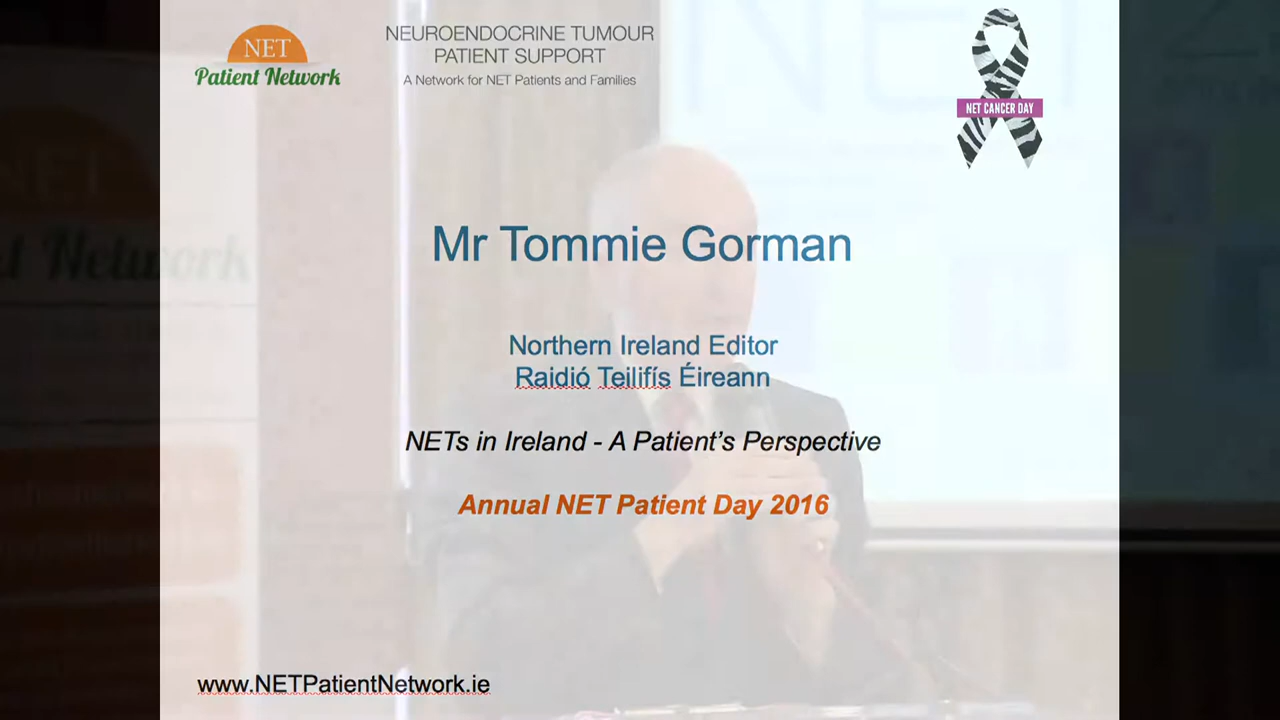 NET
Patient Network
NEUROENDOCRINE TUMOUR
PATIENT SUPPORT
A Network for NET Patients and Families
NET CANCER DAY
Mr Tommie Gorman
Northern Ireland Editor
Raidió Teilifís Éireann
NETs in Ireland - A Patient's Perspective
Annual NET Patient Day 2016
www.NETPatientNetwork.ie